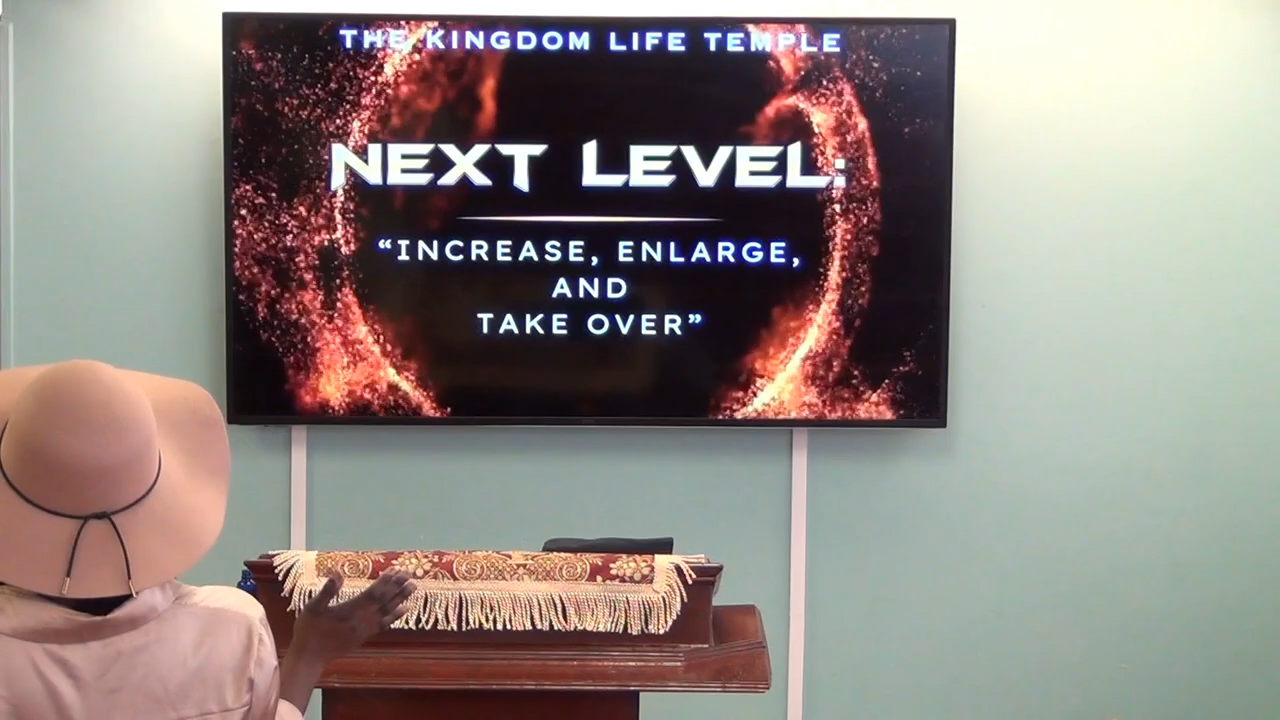 THE KINGDOM LIFE TEMPLE
NEXT LEVEL:
“INCREASE, ENLARGE,
AND
TAKE OVER”